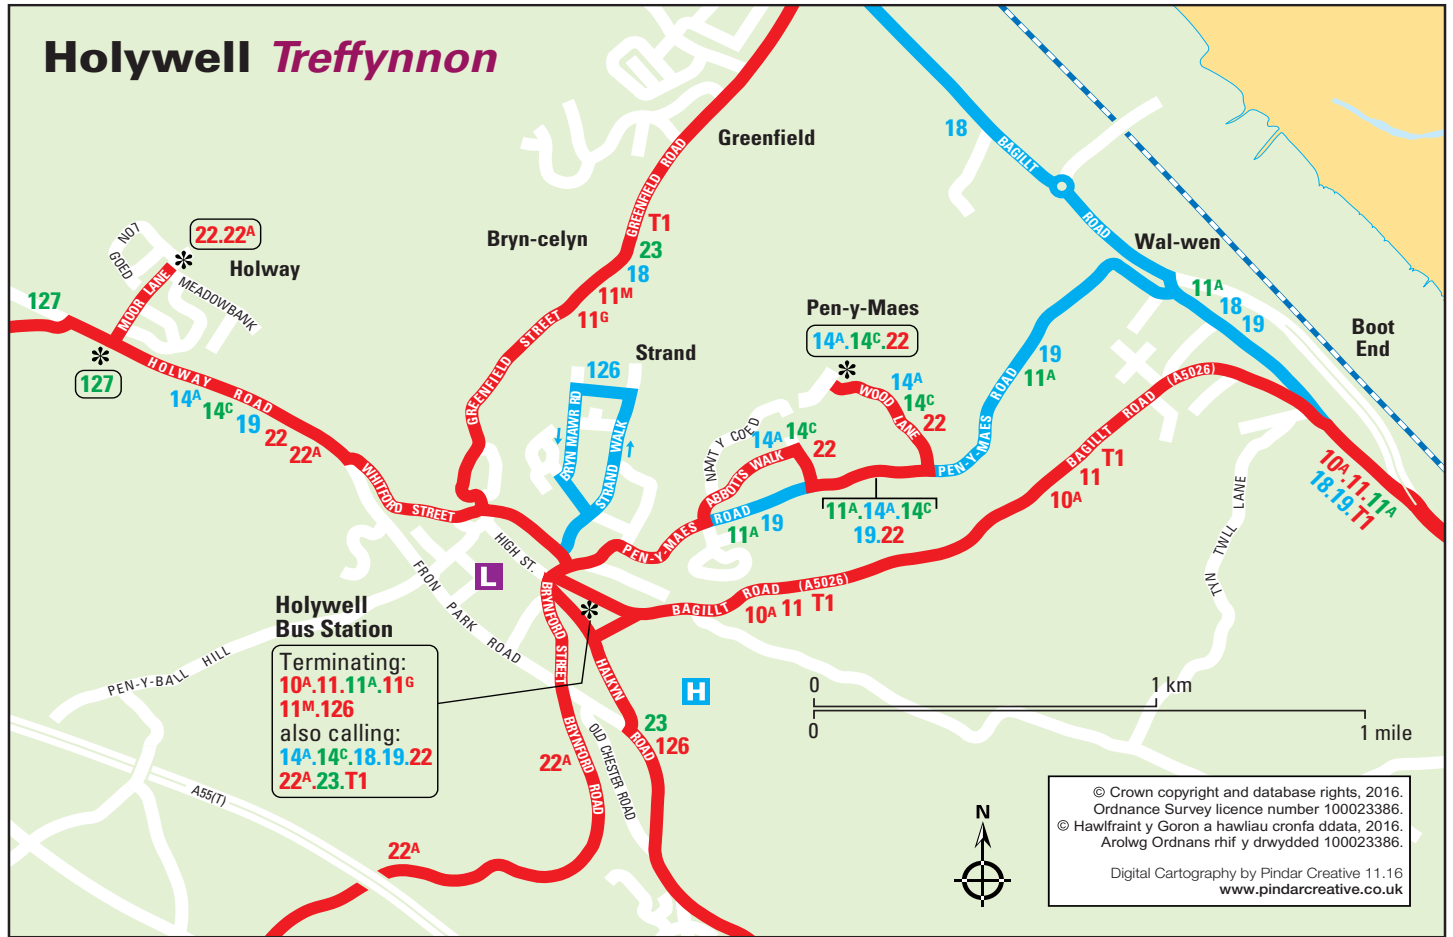 Holywell Treffynnon
Greenfield
18
BAGILLT
ROAD
22.22A
NO7
GOED
Holway
MEADOWBANK
MOOR LANE
127
127
HOLWAY ROAD
14A
14C
19
22
22A
WHITFORD STREET
Bryn-celyn
GREENFIELD ROAD
T1
23
18
11M
11G
GREENFIELD STREET
Strand
126
BRYN MAWR RD
STRAND WALK
Wal-wen
11A
18
19
Boot
End
Pen-y-Maes
14A.14C.22
WOOD LANE
14A
14C
22
19
11A
PEN-Y-MAES ROAD
NANT Y COED
ABBOTTS WALK
14A
14C
22
PEN-Y-MAES
ROAD
11A
19
11A.14A.14C
19.22
BAGILLT ROAD (A5026)
T1
11
10A
10A.11.11A
18.19.T1
TYN TWLL LANE
HIGH ST.
L
FRON PARK ROAD
BRYNFORD STREET
BAGILLT ROAD (A5026)
10A 11 T1
Holywell
Bus Station
Terminating:
10A.11.11A.11G
11M.126
also calling:
14A.14C.18.19.22
22A.23.T1
PEN-Y-BALL HILL
HALKYN
ROAD
H
23
126
OLD CHESTER ROAD
BRYNFORD ROAD
22A
22A
A55(T)
0
1 km
0
1 mile
N
© Crown copyright and database rights, 2016.
Ordnance Survey licence number 100023386.
© Hawlfraint y Goron a hawliau cronfa ddata, 2016.
Arolwg Ordnans rhif y drwydded 100023386.
Digital Cartography by Pindar Creative 11.16
www.pindarcreative.co.uk